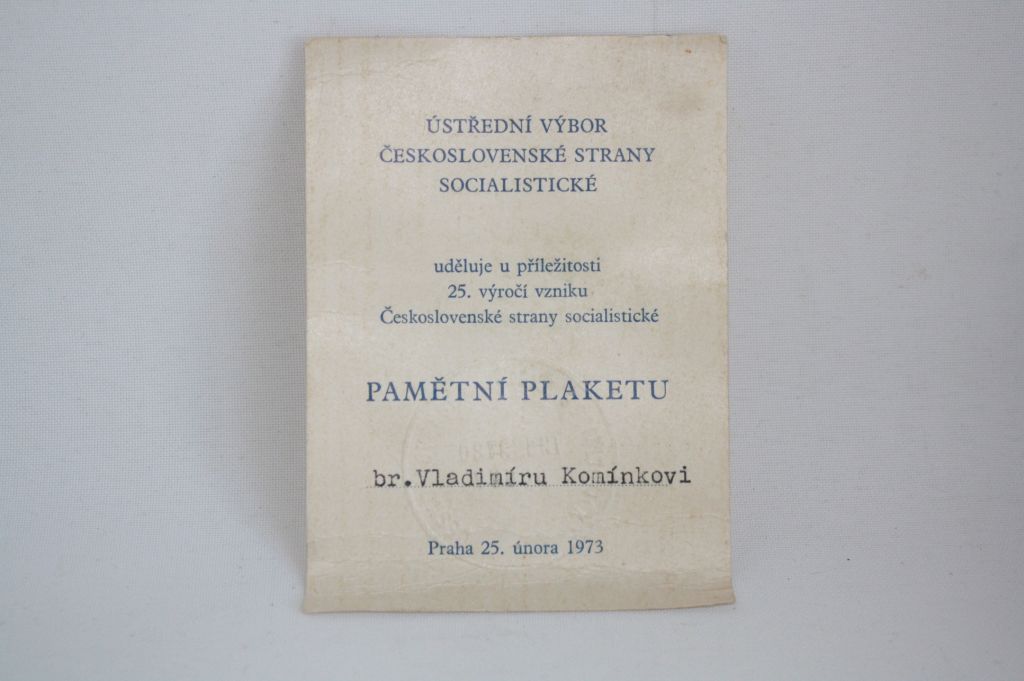 ÚSTŘEDNÍ VÝBOR
ČESKOSLOVENSKÉ STRANY
SOCIALISTICKÉ
uděluje u příležitosti
25. výročí vzniku
Československé strany socialistické
PAMĚTNÍ PLAKETU
br.Vladimíru Komínkovi
Praha 25. února 1973